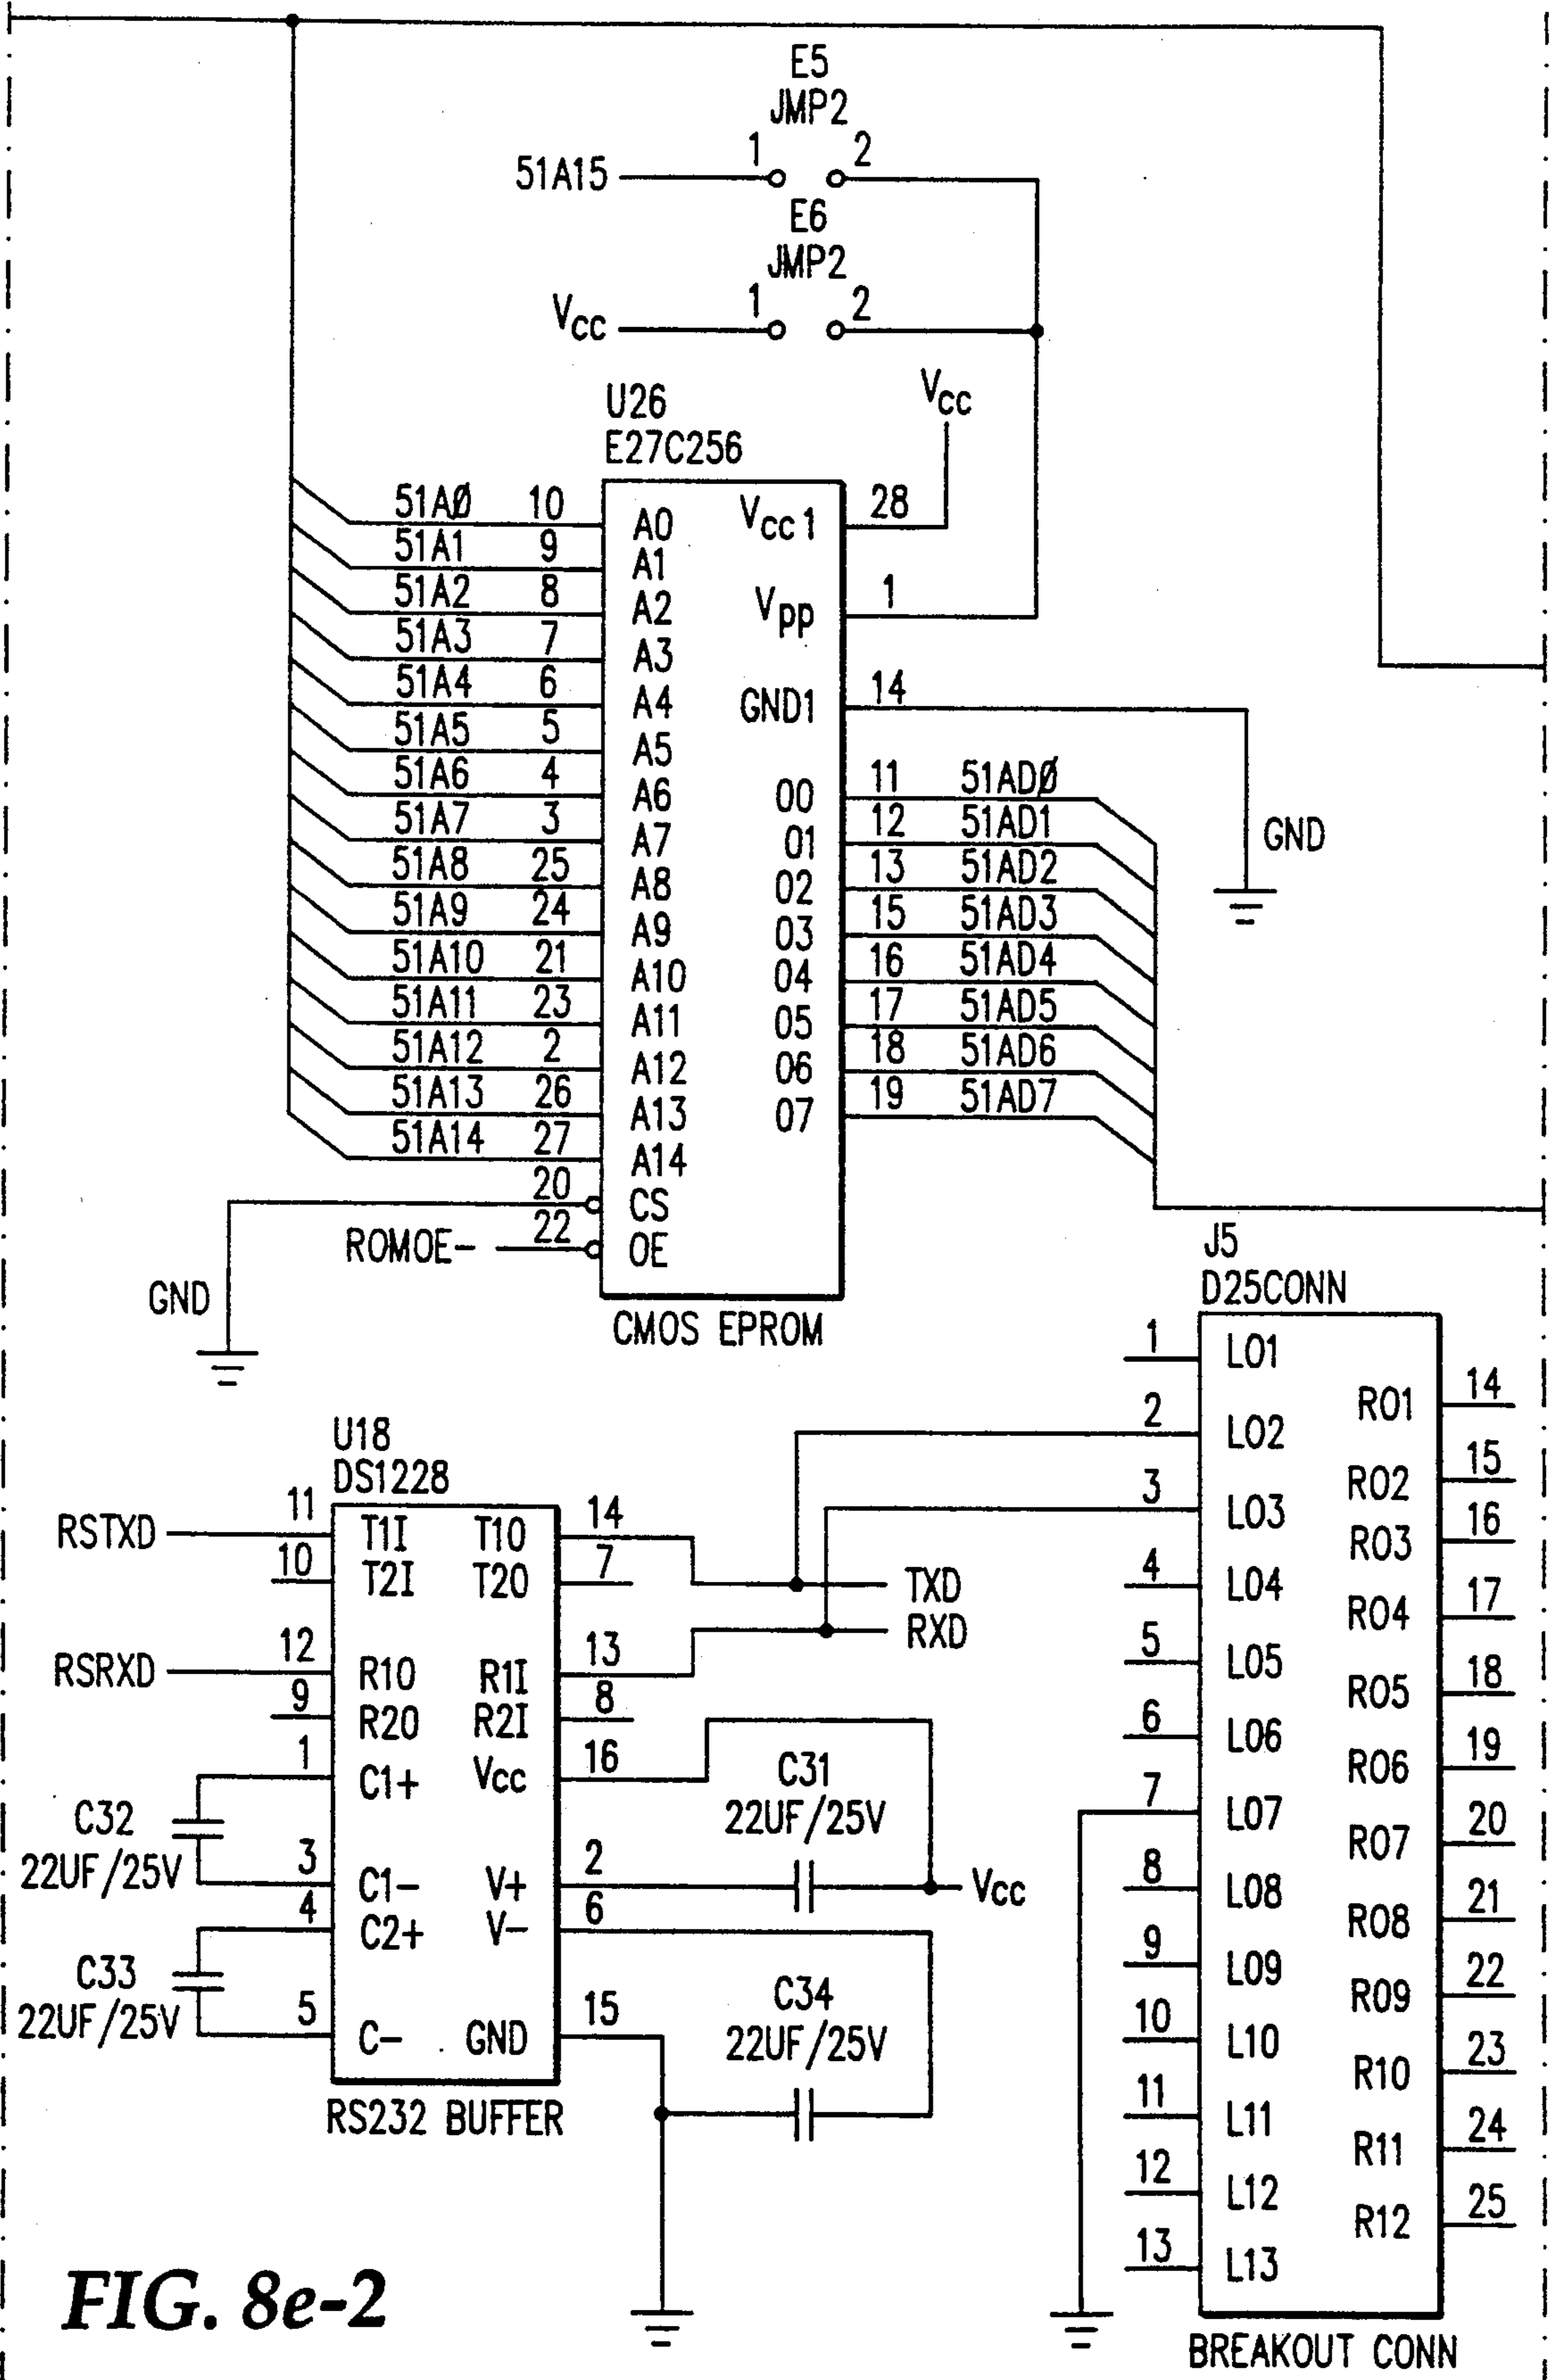 E5
JMP2
51A15 1 2
E6
JMP2
Vcc 1 2
Vcc
U26
E27C256
51AØ 10 A0 Vcc1 28
51A1 9 A1
51A2 8 A2 Vpp 1
51A3 7 A3
51A4 6 A4 GND1 14
51A5 5 A5
51A6 4 A6 00 11 51ADØ
51A7 3 A7 01 12 51AD1 GND
51A8 25 A8 02 13 51AD2
51A9 24 A9 03 15 51AD3
51A10 21 A10 04 16 51AD4
51A11 23 A11 05 17 51AD5
51A12 2 A12 06 18 51AD6
51A13 26 A13 07 19 51AD7
51A14 27 A14
20 CS
ROMOE- 22 OE
GND
CMOS EPROM
J5
D25CONN
1 L01
R01 14
2 L02
R02 15
3 L03
R03 16
4 L04
R04 17
5 L05
R05 18
6 L06
R06 19
7 L07
R07 20
8 L08
R08 21
9 L09
R09 22
10 L10
R10 23
11 L11
R11 24
12 L12
R12 25
13 L13
BREAKOUT CONN
U18
DS1228
RSTXD 11 T1I T10 14
10 T2I T20 7 TXD
RXD
RSRXD 12 R10 R1I 13
9 R20 R2I 8
1 C1+ Vcc 16
C31
22UF/25V
C32
22UF/25V
3 C1- V+ 2 Vcc
4 C2+ V- 6
C33
22UF/25V
5 C- GND 15
C34
22UF/25V
RS232 BUFFER
FIG. 8e-2